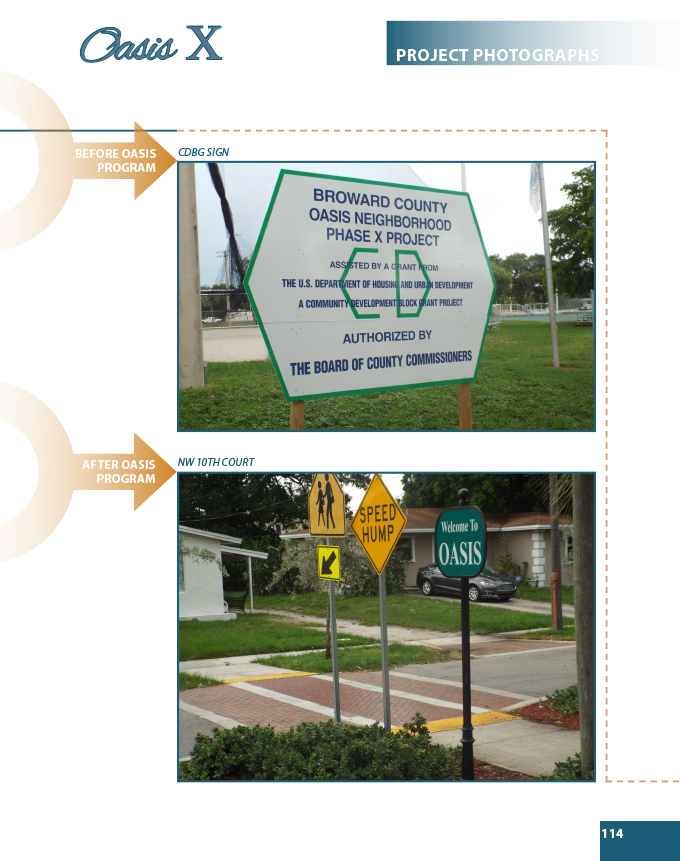 Oasis X
PROJECT PHOTOGRAPHS
BEFORE OASIS
PROGRAM
CDBG SIGN
BROWARD COUNTY
OASIS NEIGHBORHOOD
PHASE X PROJECT
ASSISTED BY A GRANT FROM
THE U.S. DEPARTMENT OF HOUSING AND URBAN DEVELOPMENT
A COMMUNITY DEVELOPMENT BLOCK GRANT PROJECT
CD
AUTHORIZED BY
THE BOARD OF COUNTY COMMISSIONERS
AFTER OASIS
PROGRAM
NW 10TH COURT
SPEED
HUMP
Welcome To
OASIS
114